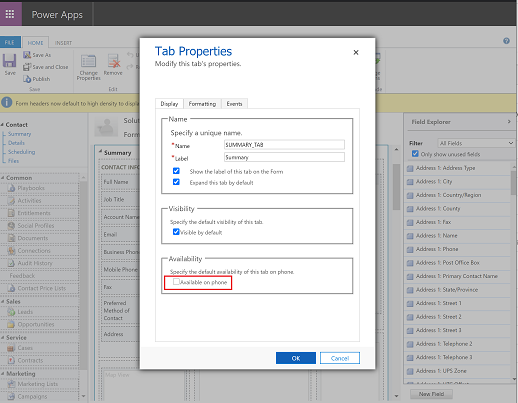 Power Apps
FILE
HOME
INSERT
Save
Save As
Save and Close
Publish
Save
Change Properties
Remove
Edit
Form headers now default to high density to displa
Contact
Summary
Details
Scheduling
Files
Common
Playbooks
Activities
Entitlements
Social Profiles
Documents
Connections
Audit History
Feedback
Contact Price Lists
Sales
Leads
Opportunities
Service
Cases
Contracts
Marketing
Marketing Lists
Campaigns
Solut
Form
Summary
CONTACT INFO
Full Name
Job Title
Account Name
Email
Business Phone
Mobile Phone
Fax
Preferred
Method of
Contact
Address
Map View
Tab Properties
Modify this tab's properties.
Display
Formatting
Events
Name
Specify a unique name.
*Name
SUMMARY_TAB
*Label
Summary
Show the label of this tab on the Form
Expand this tab by default
Visibility
Specify the default visibility of this tab.
Visible by default
Availability
Specify the default availability of this tab on phone.
Available on phone
OK
Cancel
Field Explorer
Filter
All Fields
Only show unused fields
Address 1: Address Type
Address 1: City
Address 1: Country/Region
Address 1: County
Address 1: Fax
Address 1: Name
Address 1: Phone
Address 1: Post Office Box
Address 1: Primary Contact Name
Address 1: State/Province
Address 1: Street 1
Address 1: Street 2
Address 1: Street 3
Address 1: Telephone 2
Address 1: Telephone 3
Address 1: UPS Zone
New Field